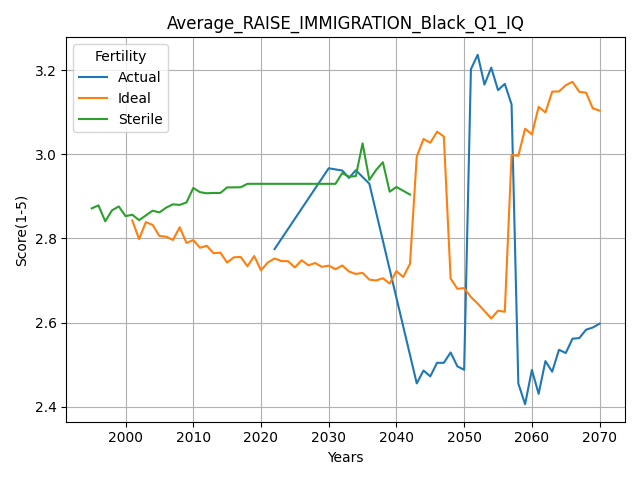 Average_RAISE_IMMIGRATION_Black_Q1_IQ
Fertility
Actual
Ideal
Sterile
Score(1-5)
3.2
3.0
2.8
2.6
2.4
2000 2010 2020 2030 2040 2050 2060 2070
Years